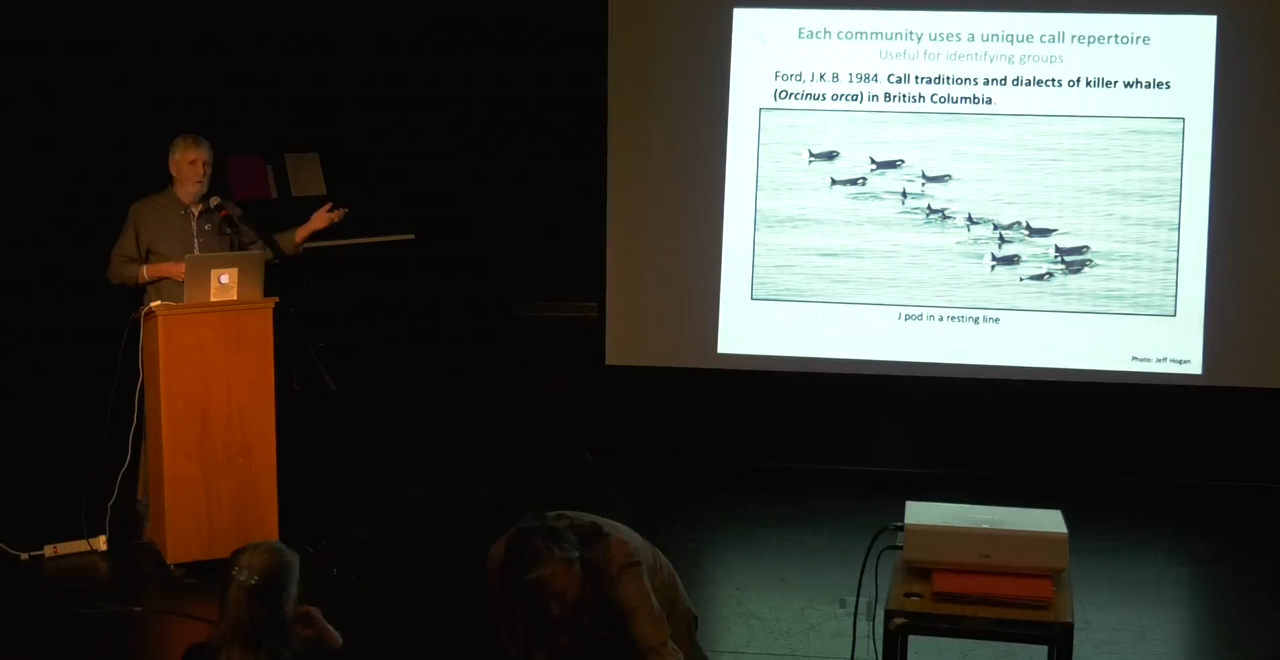 Each community uses a unique call repertoire
Useful for identifying groups
Ford, J.K.B. 1984. Call traditions and dialects of killer whales
(Orcinus orca) in British Columbia.
J pod in a resting line
Photo: Jeff Hogan